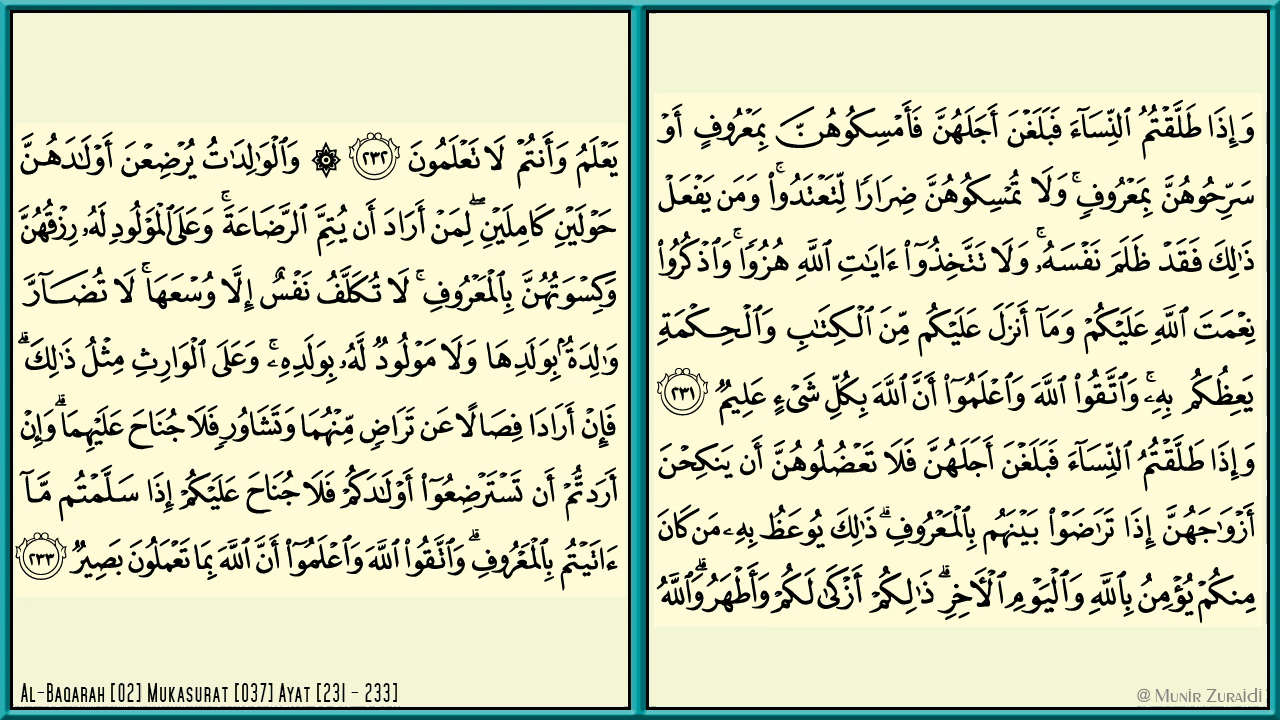 وَإِذَا طَلَّقْتُمُ ٱلنِّسَآءَ فَبَلَغْنَ أَجَلَهُنَّ فَأَمْسِكُوهُنَّ بِمَعْرُوفٍ أَوْ
سَرِّحُوهُنَّ بِمَعْرُوفٍ ۚ وَلَا تُمْسِكُوهُنَّ ضِرَارًا لِّتَعْتَدُوا۟ ۚ وَمَن يَفْعَلْ
ذَٰلِكَ فَقَدْ ظَلَمَ نَفْسَهُۥ ۚ وَلَا تَتَّخِذُوٓا۟ ءَايَٰتِ ٱللَّهِ هُزُوًا ۚ وَٱذْكُرُوا۟
نِعْمَتَ ٱللَّهِ عَلَيْكُمْ وَمَآ أَنزَلَ عَلَيْكُم مِّنَ ٱلْكِتَٰبِ وَٱلْحِكْمَةِ
يَعِظُكُم بِهِۦ ۚ وَٱتَّقُوا۟ ٱللَّهَ وَٱعْلَمُوٓا۟ أَنَّ ٱللَّهَ بِكُلِّ شَىْءٍ عَلِيمٌ ٢٣١
وَإِذَا طَلَّقْتُمُ ٱلنِّسَآءَ فَبَلَغْنَ أَجَلَهُنَّ فَلَا تَعْضُلُوهُنَّ أَن يَنكِحْنَ
أَزْوَٰجَهُنَّ إِذَا تَرَٰضَوْا۟ بَيْنَهُم بِٱلْمَعْرُوفِ ۗ ذَٰلِكَ يُوعَظُ بِهِۦ مَن كَانَ
مِنكُمْ يُؤْمِنُ بِٱللَّهِ وَٱلْيَوْمِ ٱلْـَٔاخِرِ ۗ ذَٰلِكُمْ أَزْكَىٰ لَكُمْ وَأَطْهَرُ ۗ وَٱللَّهُ
يَعْلَمُ وَأَنتُمْ لَا تَعْلَمُونَ ٢٣٢ ۞ وَٱلْوَٰلِدَٰتُ يُرْضِعْنَ أَوْلَٰدَهُنَّ
حَوْلَيْنِ كَامِلَيْنِ ۖ لِمَنْ أَرَادَ أَن يُتِمَّ ٱلرَّضَاعَةَ ۚ وَعَلَى ٱلْمَوْلُودِ لَهُۥ رِزْقُهُنَّ
وَكِسْوَتُهُنَّ بِٱلْمَعْرُوفِ ۚ لَا تُكَلَّفُ نَفْسٌ إِلَّا وُسْعَهَا ۚ لَا تُضَآرَّ
وَٰلِدَةٌۢ بِوَلَدِهَا وَلَا مَوْلُودٌ لَّهُۥ بِوَلَدِهِۦ ۚ وَعَلَى ٱلْوَارِثِ مِثْلُ ذَٰلِكَ ۗ
فَإِنْ أَرَادَا فِصَالًا عَن تَرَاضٍ مِّنْهُمَا وَتَشَاوُرٍ فَلَا جُنَاحَ عَلَيْهِمَا ۗ وَإِنْ
أَرَدتُّمْ أَن تَسْتَرْضِعُوٓا۟ أَوْلَٰدَكُمْ فَلَا جُنَاحَ عَلَيْكُمْ إِذَا سَلَّمْتُم مَّآ
ءَاتَيْتُم بِٱلْمَعْرُوفِ ۗ وَٱتَّقُوا۟ ٱللَّهَ وَٱعْلَمُوٓا۟ أَنَّ ٱللَّهَ بِمَا تَعْمَلُونَ بَصِيرٌ ٢٣٣
Al-Baqarah [02] Mukasurat [037] Ayat [231 - 233]
@ Munir Zuraidi